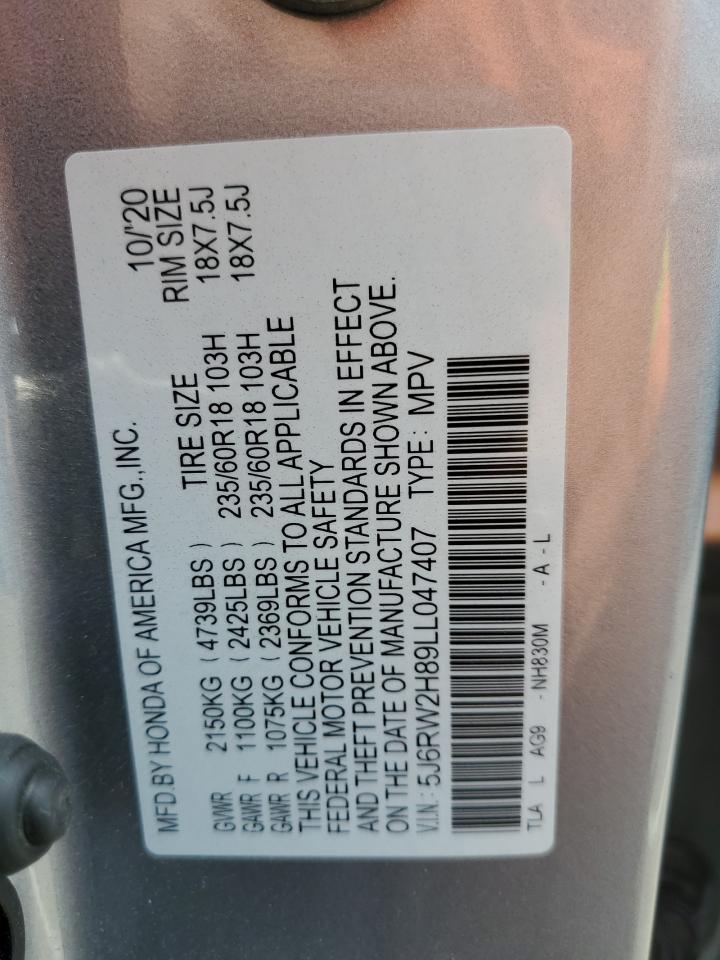 MFD. BY HONDA OF AMERICA MFG., INC. 10/'20
TIRE SIZE RIM SIZE
GVWR 2150KG ( 4739LBS )
GAWR F 1100KG ( 2425LBS ) 235/60R18 103H 18X7.5J
GAWR R 1075KG ( 2369LBS ) 235/60R18 103H 18X7.5J
THIS VEHICLE CONFORMS TO ALL APPLICABLE
FEDERAL MOTOR VEHICLE SAFETY
AND THEFT PREVENTION STANDARDS IN EFFECT
ON THE DATE OF MANUFACTURE SHOWN ABOVE.
V.I.N.: 5J6RW2H89LL047407 TYPE : MPV
TLA L AG9 - NH830M - A - L